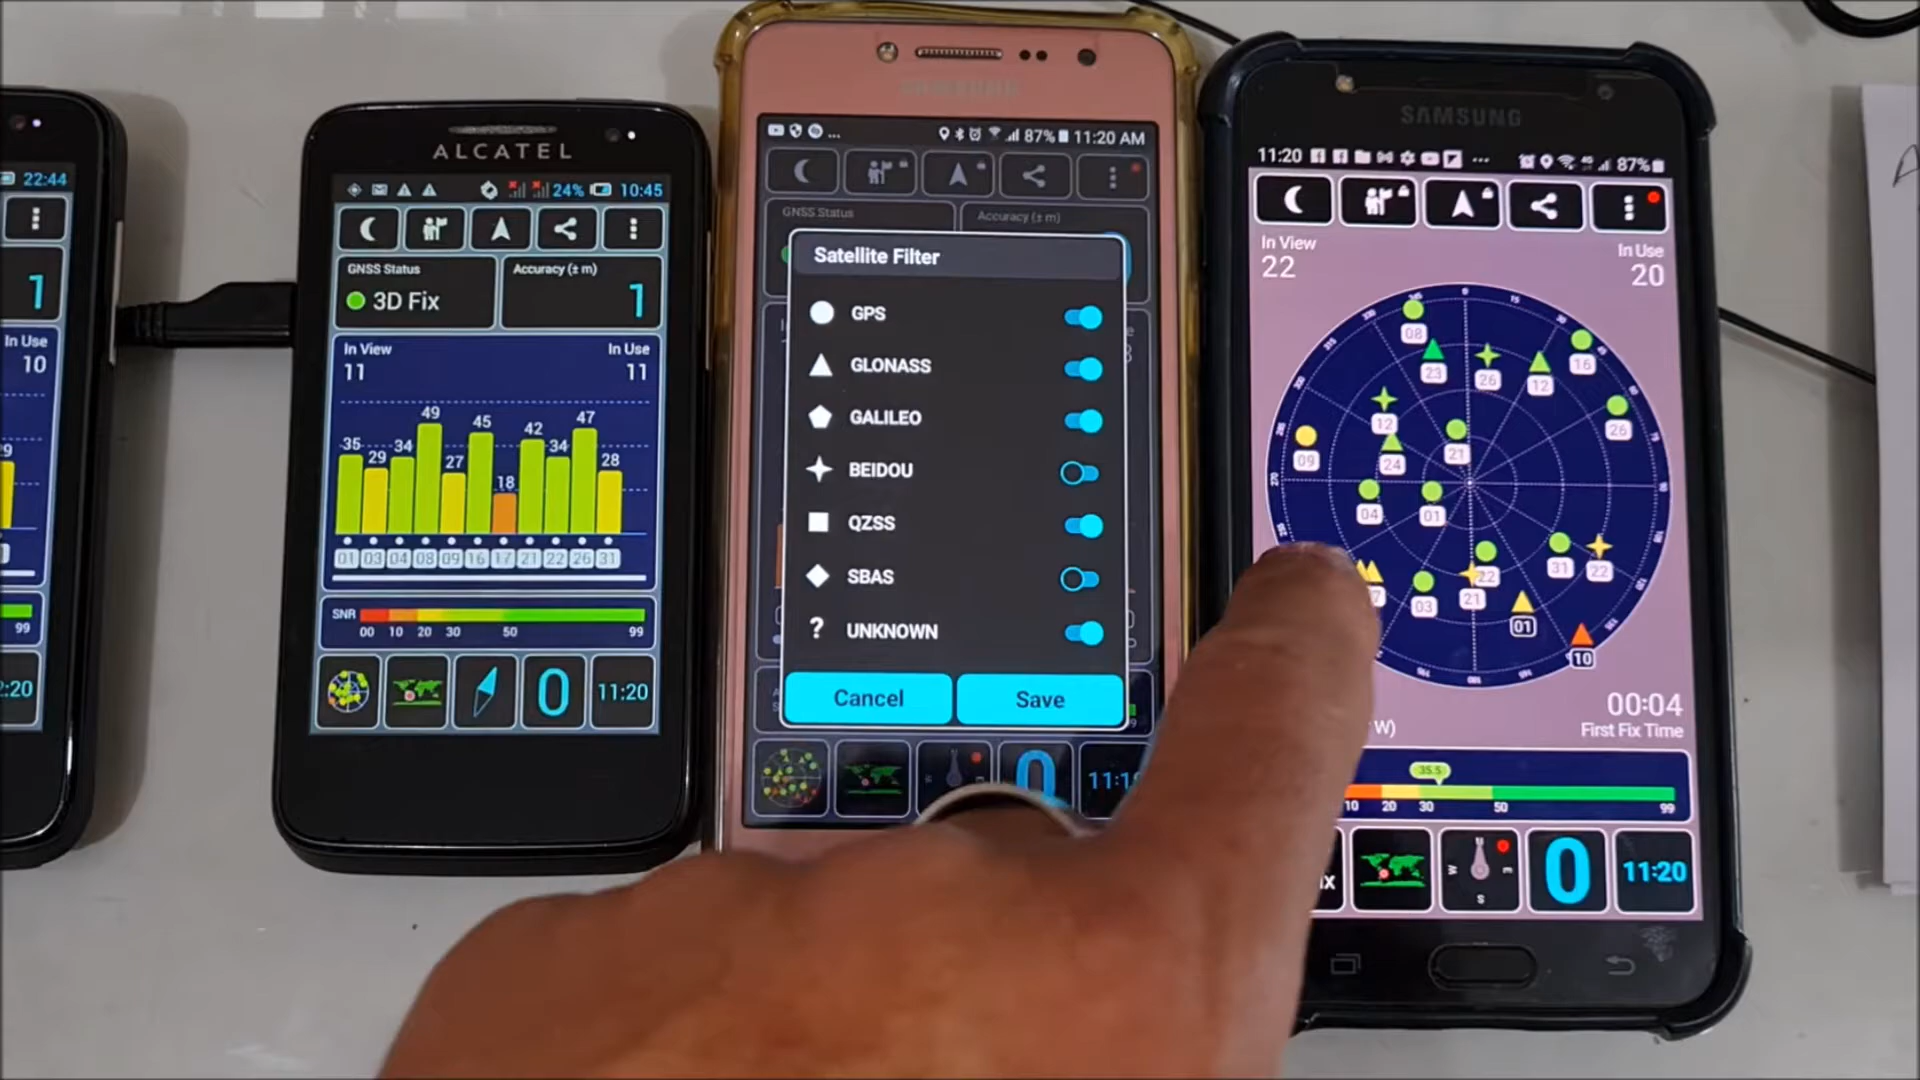 22:44
1
In Use
10
29
99
:20
ALCATEL
24% 10:45
GNSS Status
3D Fix
Accuracy (± m)
1
In View
11
In Use
11
35 29 34 49 27 45 18 42 34 47 28
01 03 04 08 09 16 17 21 22 26 31
SNR
00 10 20 30 50 99
0
11:20
SAMSUNG
87% 11:20 AM
GNSS Status
Accuracy (± m)
Satellite Filter
GPS
GLONASS
GALILEO
BEIDOU
QZSS
SBAS
? UNKNOWN
Cancel
Save
0
SAMSUNG
11:20
87%
In View
22
In Use
20
08
23
26
12
16
12
26
09
24
21
04
01
22
31
22
03
21
01
10
00:04
First Fix Time
W)
35.5
10 20 30 50 99
N
W E
S
0
11:20